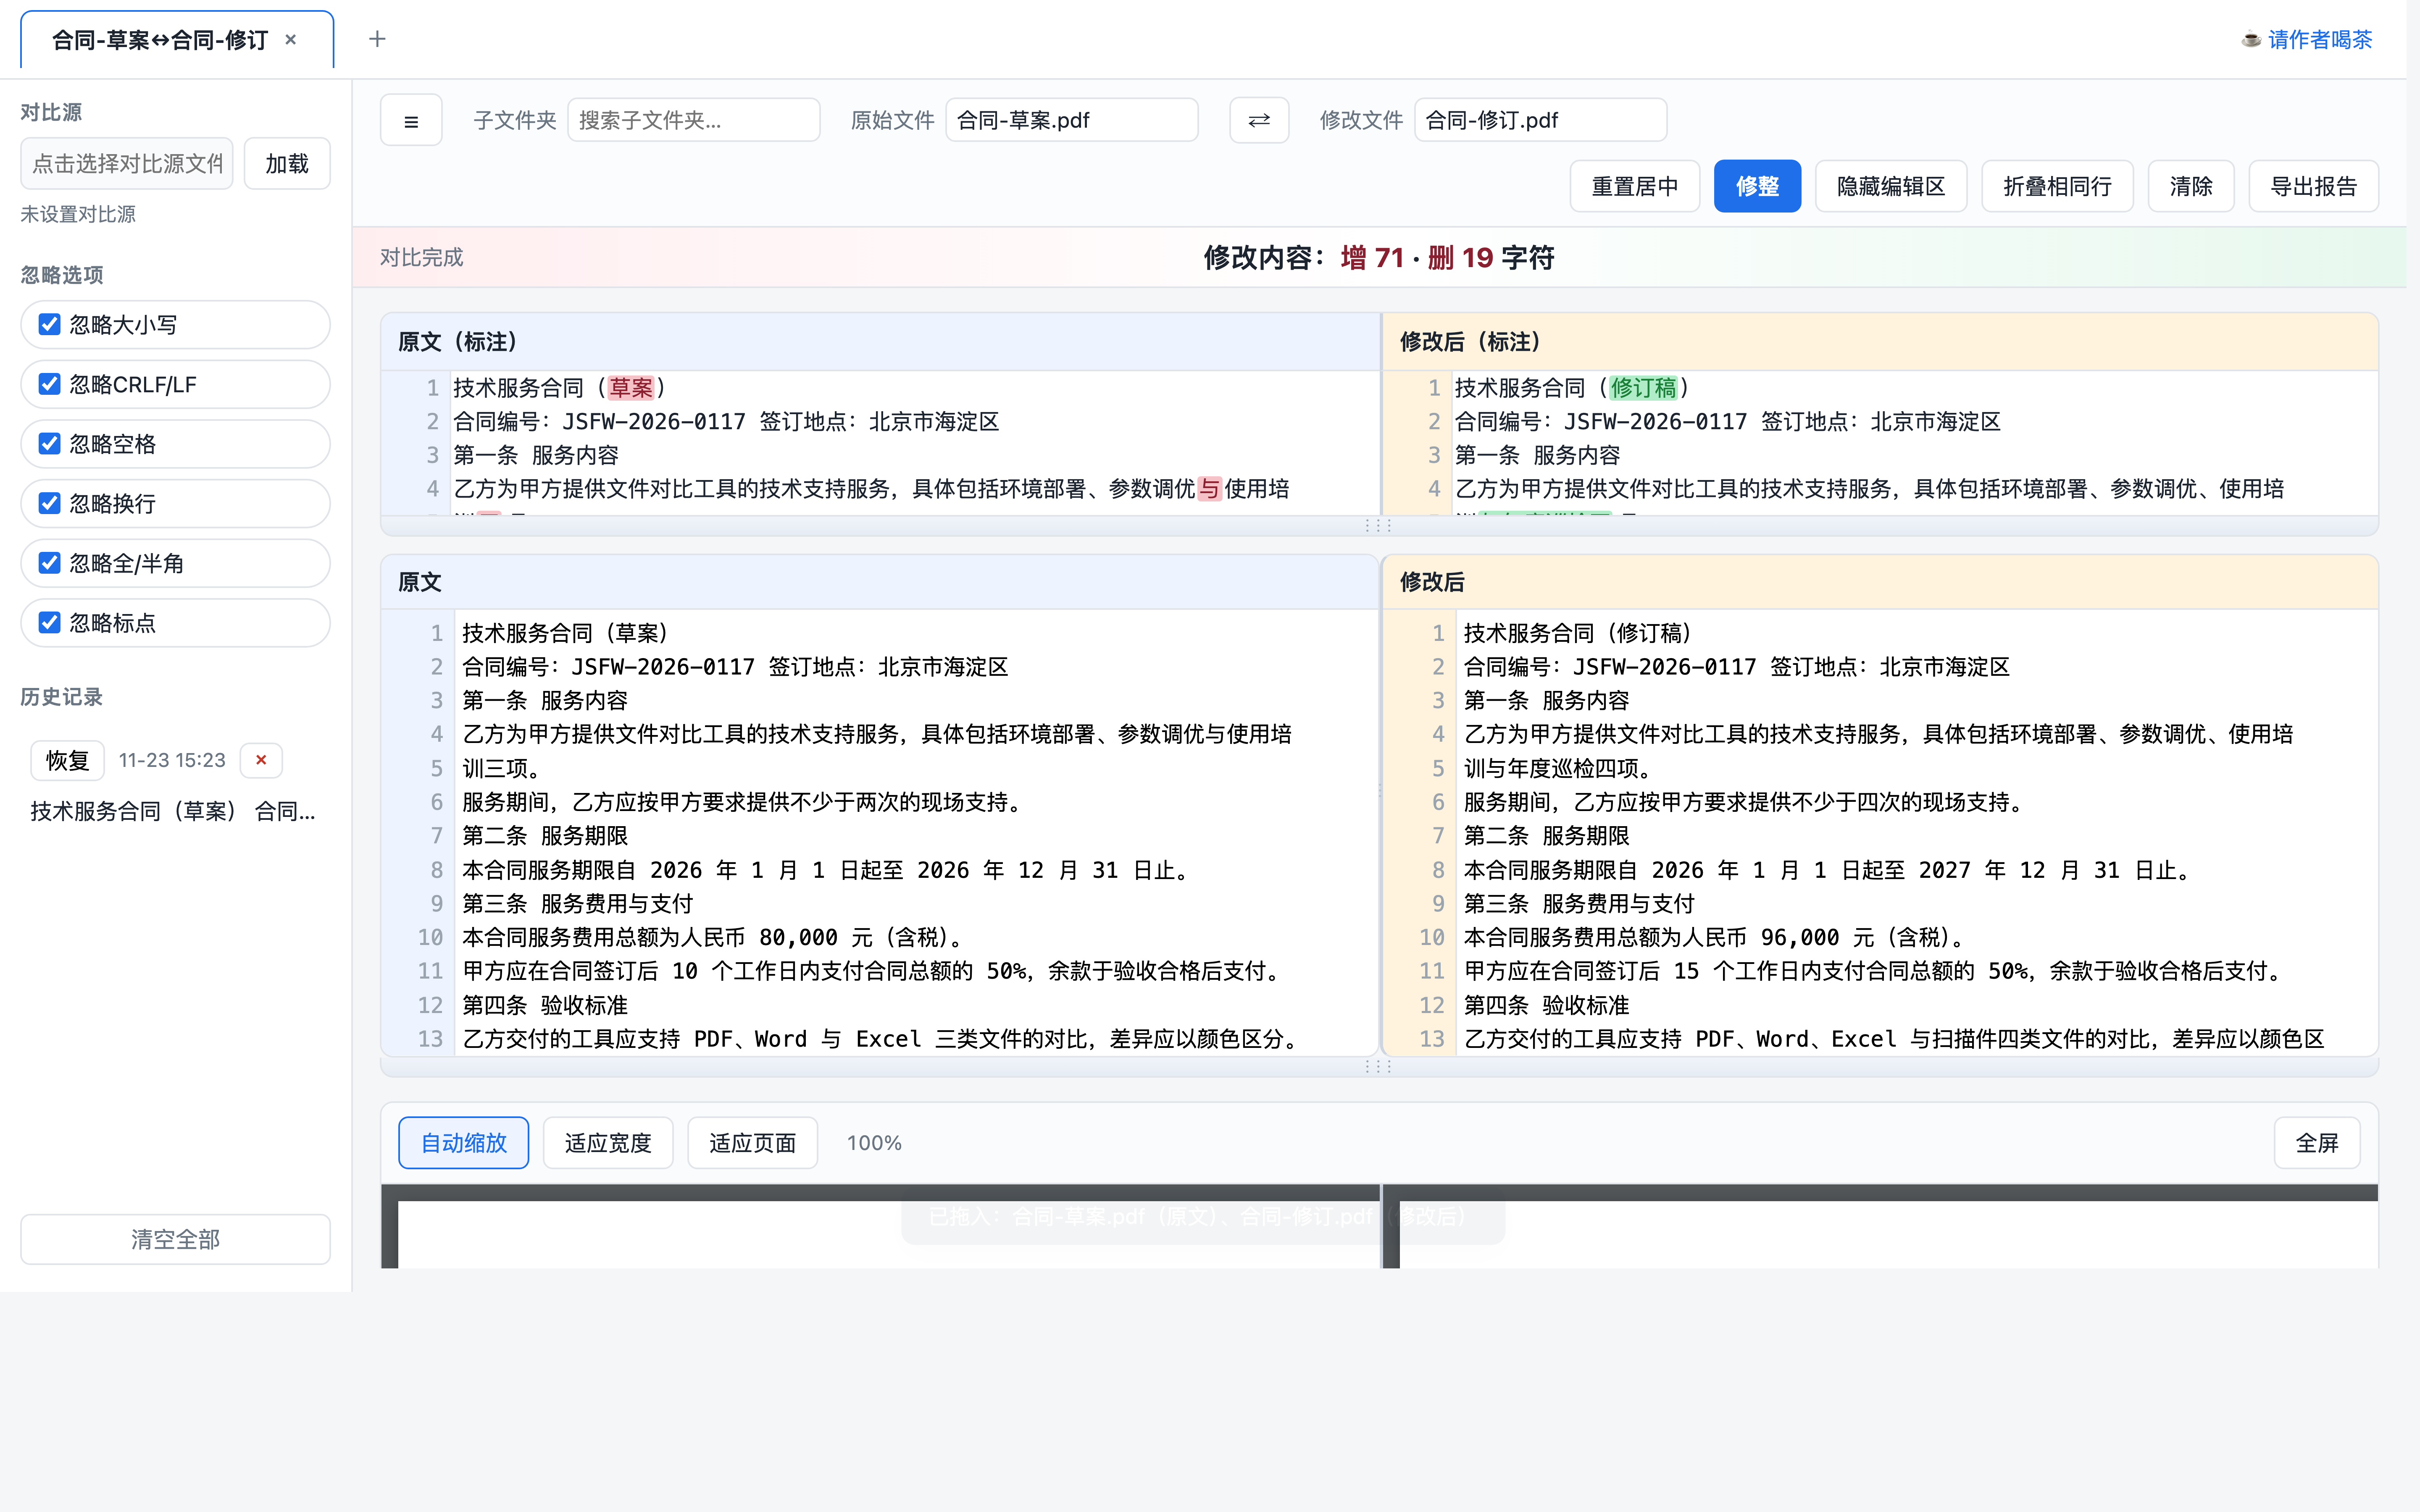 合同-草案↔合同-修订 × +
☕ 请作者喝茶
对比源
点击选择对比源文件 加载
未设置对比源
忽略选项
忽略大小写
忽略CRLF/LF
忽略空格
忽略换行
忽略全/半角
忽略标点
历史记录
恢复 11-23 15:23 ×
技术服务合同（草案） 合同...
清空全部
≡ 子文件夹 搜索子文件夹... 原始文件 合同-草案.pdf ⇄ 修改文件 合同-修订.pdf
重置居中 修整 隐藏编辑区 折叠相同行 清除 导出报告
对比完成 修改内容：增 71 · 删 19 字符
原文（标注）
1 技术服务合同（草案）
2 合同编号：JSFW-2026-0117 签订地点：北京市海淀区
3 第一条 服务内容
4 乙方为甲方提供文件对比工具的技术支持服务，具体包括环境部署、参数调优与使用培
修改后（标注）
1 技术服务合同（修订稿）
2 合同编号：JSFW-2026-0117 签订地点：北京市海淀区
3 第一条 服务内容
4 乙方为甲方提供文件对比工具的技术支持服务，具体包括环境部署、参数调优、使用培
原文
1 技术服务合同（草案）
2 合同编号：JSFW-2026-0117 签订地点：北京市海淀区
3 第一条 服务内容
4 乙方为甲方提供文件对比工具的技术支持服务，具体包括环境部署、参数调优与使用培
5 训三项。
6 服务期间，乙方应按甲方要求提供不少于两次的现场支持。
7 第二条 服务期限
8 本合同服务期限自 2026 年 1 月 1 日起至 2026 年 12 月 31 日止。
9 第三条 服务费用与支付
10 本合同服务费用总额为人民币 80,000 元（含税）。
11 甲方应在合同签订后 10 个工作日内支付合同总额的 50%，余款于验收合格后支付。
12 第四条 验收标准
13 乙方交付的工具应支持 PDF、Word 与 Excel 三类文件的对比，差异应以颜色区分。
修改后
1 技术服务合同（修订稿）
2 合同编号：JSFW-2026-0117 签订地点：北京市海淀区
3 第一条 服务内容
4 乙方为甲方提供文件对比工具的技术支持服务，具体包括环境部署、参数调优、使用培
5 训与年度巡检四项。
6 服务期间，乙方应按甲方要求提供不少于四次的现场支持。
7 第二条 服务期限
8 本合同服务期限自 2026 年 1 月 1 日起至 2027 年 12 月 31 日止。
9 第三条 服务费用与支付
10 本合同服务费用总额为人民币 96,000 元（含税）。
11 甲方应在合同签订后 15 个工作日内支付合同总额的 50%，余款于验收合格后支付。
12 第四条 验收标准
13 乙方交付的工具应支持 PDF、Word、Excel 与扫描件四类文件的对比，差异应以颜色区
自动缩放 适应宽度 适应页面 100% 全屏
已拖入：合同-草案.pdf（原文）、合同-修订.pdf（修改后）